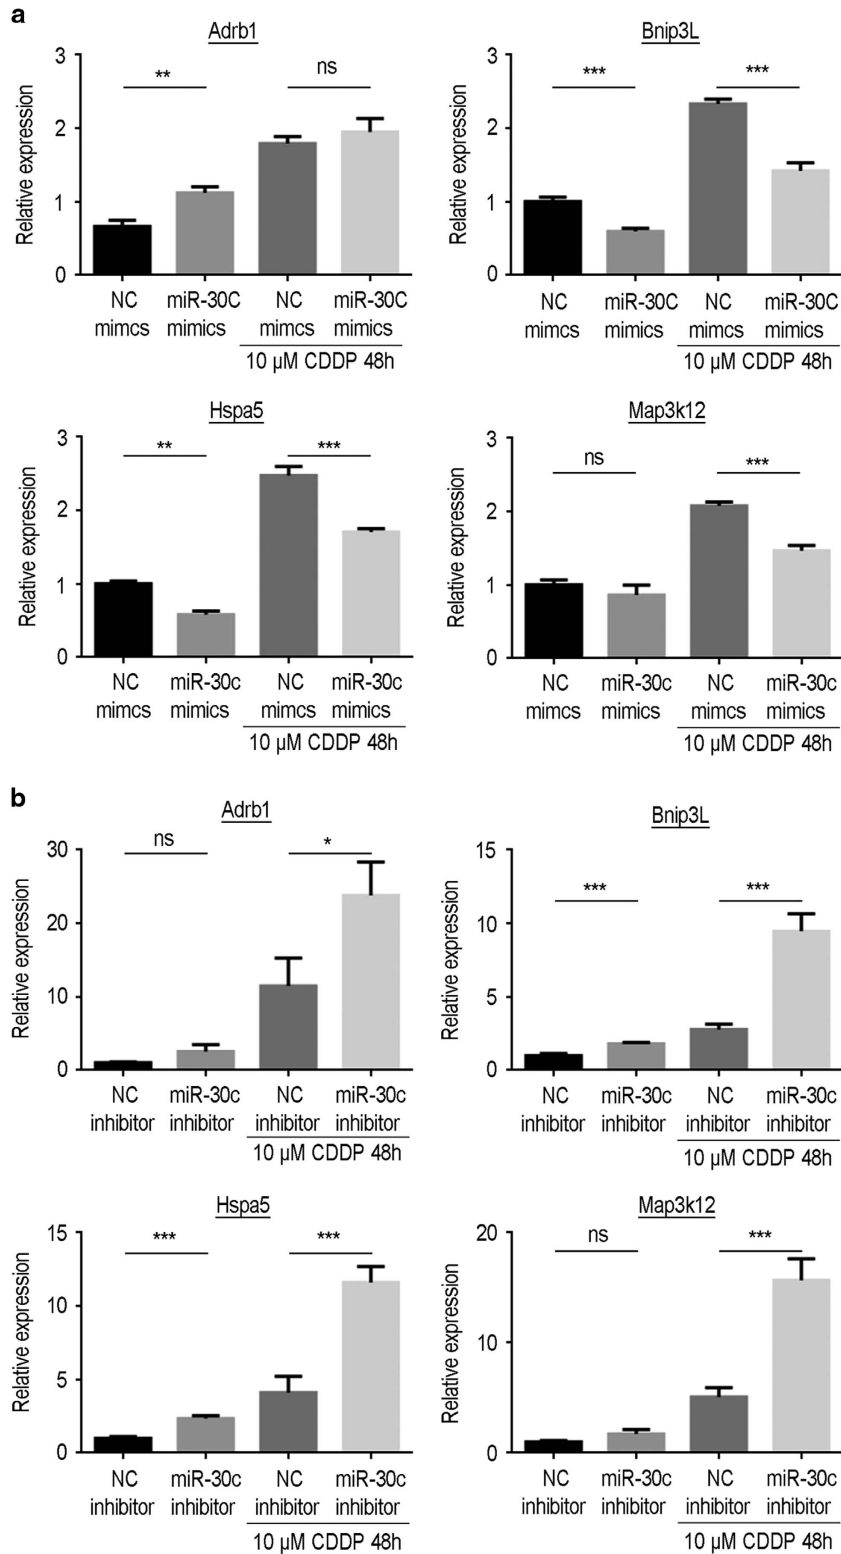 a
Adrb1
Relative expression
3
2
1
0
**
ns
NC miR-30C NC miR-30C
mimcs mimics mimcs mimics
10 µM CDDP 48h
Bnip3L
Relative expression
3
2
1
0
***
***
NC miR-30C NC miR-30C
mimcs mimics mimcs mimics
10 µM CDDP 48h
Hspa5
Relative expression
3
2
1
0
**
***
NC miR-30c NC miR-30c
mimcs mimics mimcs mimics
10 µM CDDP 48h
Map3k12
Relative expression
3
2
1
0
ns
***
NC miR-30c NC miR-30c
mimcs mimics mimcs mimics
10 µM CDDP 48h
b
Adrb1
Relative expression
30
20
10
0
ns
*
NC miR-30c NC miR-30c
inhibitor inhibitor inhibitor inhibitor
10 µM CDDP 48h
Bnip3L
Relative expression
15
10
5
0
***
***
NC miR-30c NC miR-30c
inhibitor inhibitor inhibitor inhibitor
10 µM CDDP 48h
Hspa5
Relative expression
15
10
5
0
***
***
NC miR-30c NC miR-30c
inhibitor inhibitor inhibitor inhibitor
10 µM CDDP 48h
Map3k12
Relative expression
20
10
0
ns
***
NC miR-30c NC miR-30c
inhibitor inhibitor inhibitor inhibitor
10 µM CDDP 48h